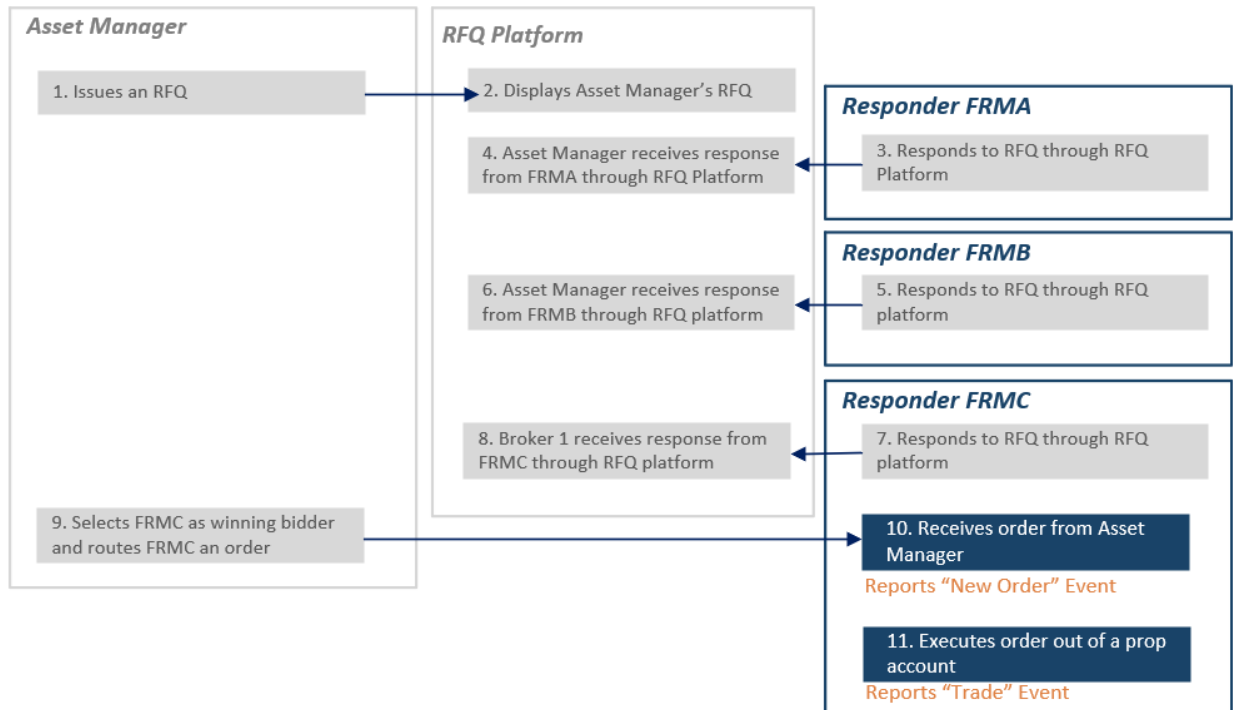 Asset Manager
RFQ Platform
1. Issues an RFQ
2. Displays Asset Manager's RFQ
Responder FRMA
4. Asset Manager receives response
from FRMA through RFQ Platform
3. Responds to RFQ through RFQ
Platform
Responder FRMB
6. Asset Manager receives response
from FRMB through RFQ platform
5. Responds to RFQ through RFQ
platform
Responder FRMC
8. Broker 1 receives response from
FRMC through RFQ platform
7. Responds to RFQ through RFQ
platform
9. Selects FRMC as winning bidder
and routes FRMC an order
10. Receives order from Asset
Manager
Reports “New Order” Event
11. Executes order out of a prop
account
Reports “Trade” Event